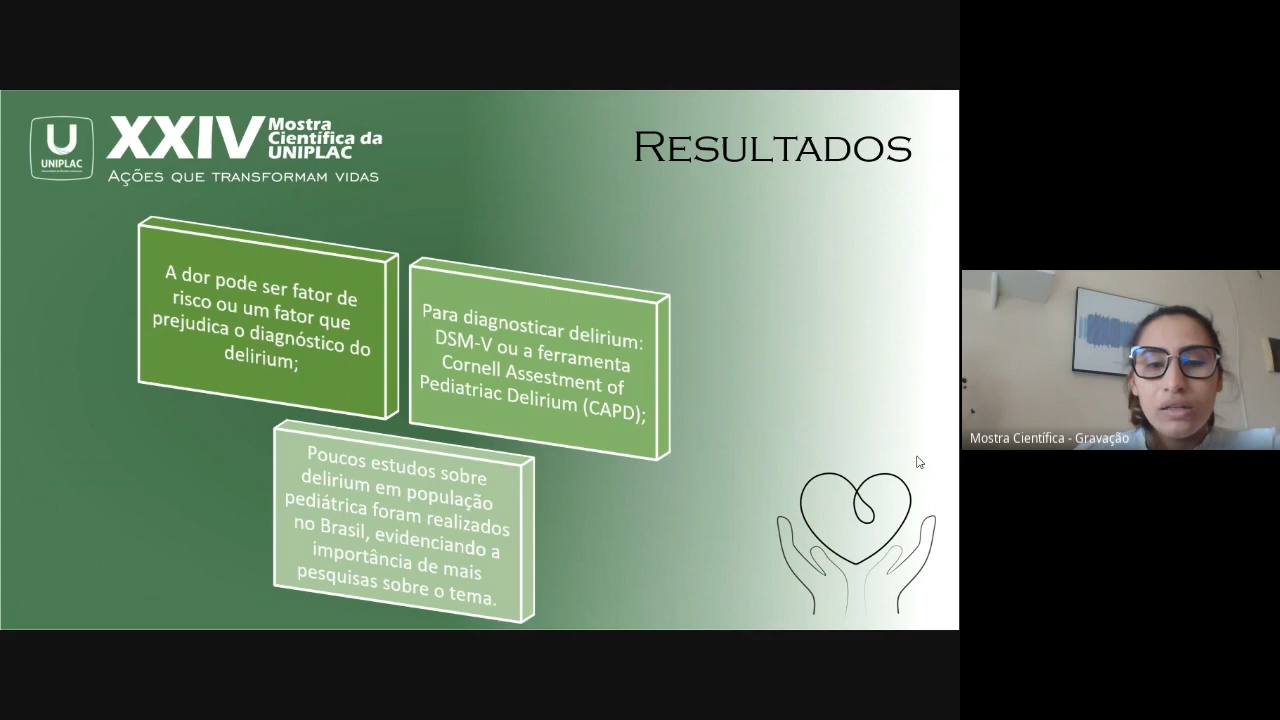 U
UNIPLAC
XXIV
Mostra
Científica da
UNIPLAC
AÇÕES QUE TRANSFORMAM VIDAS
RESULTADOS
A dor pode ser fator de
risco ou um fator que
prejudica o diagnóstico do
delirium;
Para diagnosticar delirium:
DSM-V ou a ferramenta
Cornell Assestment of
Pediatriac Delirium (CAPD);
Poucos estudos sobre
delirium em população
pediátrica foram realizados
no Brasil, evidenciando a
importância de mais
pesquisas sobre o tema.
Mostra Científica - Gravação